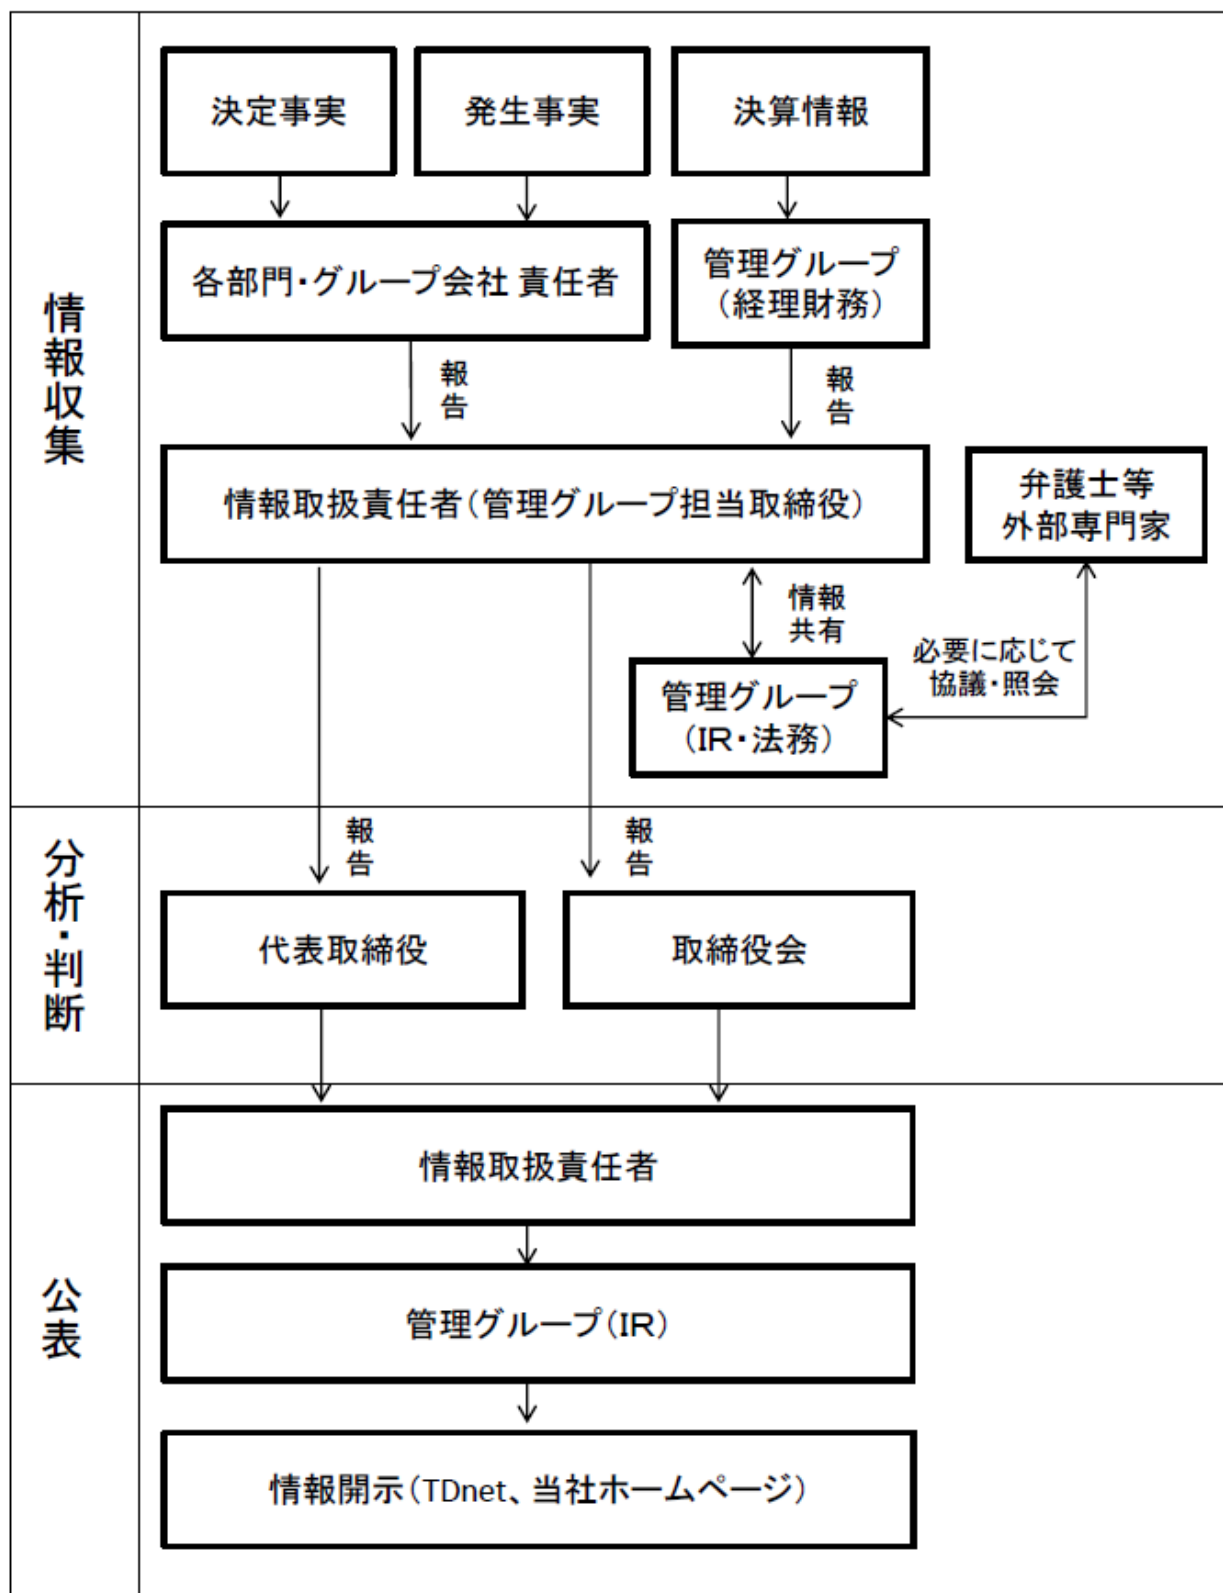 情報収集
決定事実
発生事実
決算情報
各部門・グループ会社 責任者
管理グループ
（経理財務）
報告
報告
情報取扱責任者（管理グループ担当取締役）
弁護士等
外部専門家
情報
共有
必要に応じて
協議・照会
管理グループ
（IR・法務）
分析・判断
報告
報告
代表取締役
取締役会
公表
情報取扱責任者
管理グループ（IR）
情報開示（TDnet、当社ホームページ）